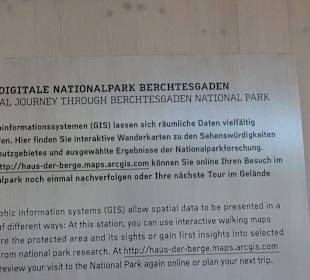 DIGITALE NATIONALPARK BERCHTESGADEN
AL JOURNEY THROUGH BERCHTESGADEN NATIONAL PARK
informationssystemen (GIS) lassen sich räumliche Daten vielfältig
fen. Hier finden Sie interaktive Wanderkarten zu den Sehenswürdigkeiten
hutzgebietes und ausgewählte Ergebnisse der Nationalparkforschung.
http://haus-der-berge.maps.arcgis.com können Sie online Ihren Besuch im
alpark noch einmal nachverfolgen oder Ihre nächste Tour im Gelände
phic information systems (GIS) allow spatial data to be presented in a
of different ways: At this station, you can use interactive walking maps
re the protected area and its sights or gain first insights into selected
from national park research. At http://haus-der-berge.maps.arcgis.com
review your visit to the National Park again online or plan your next trip.